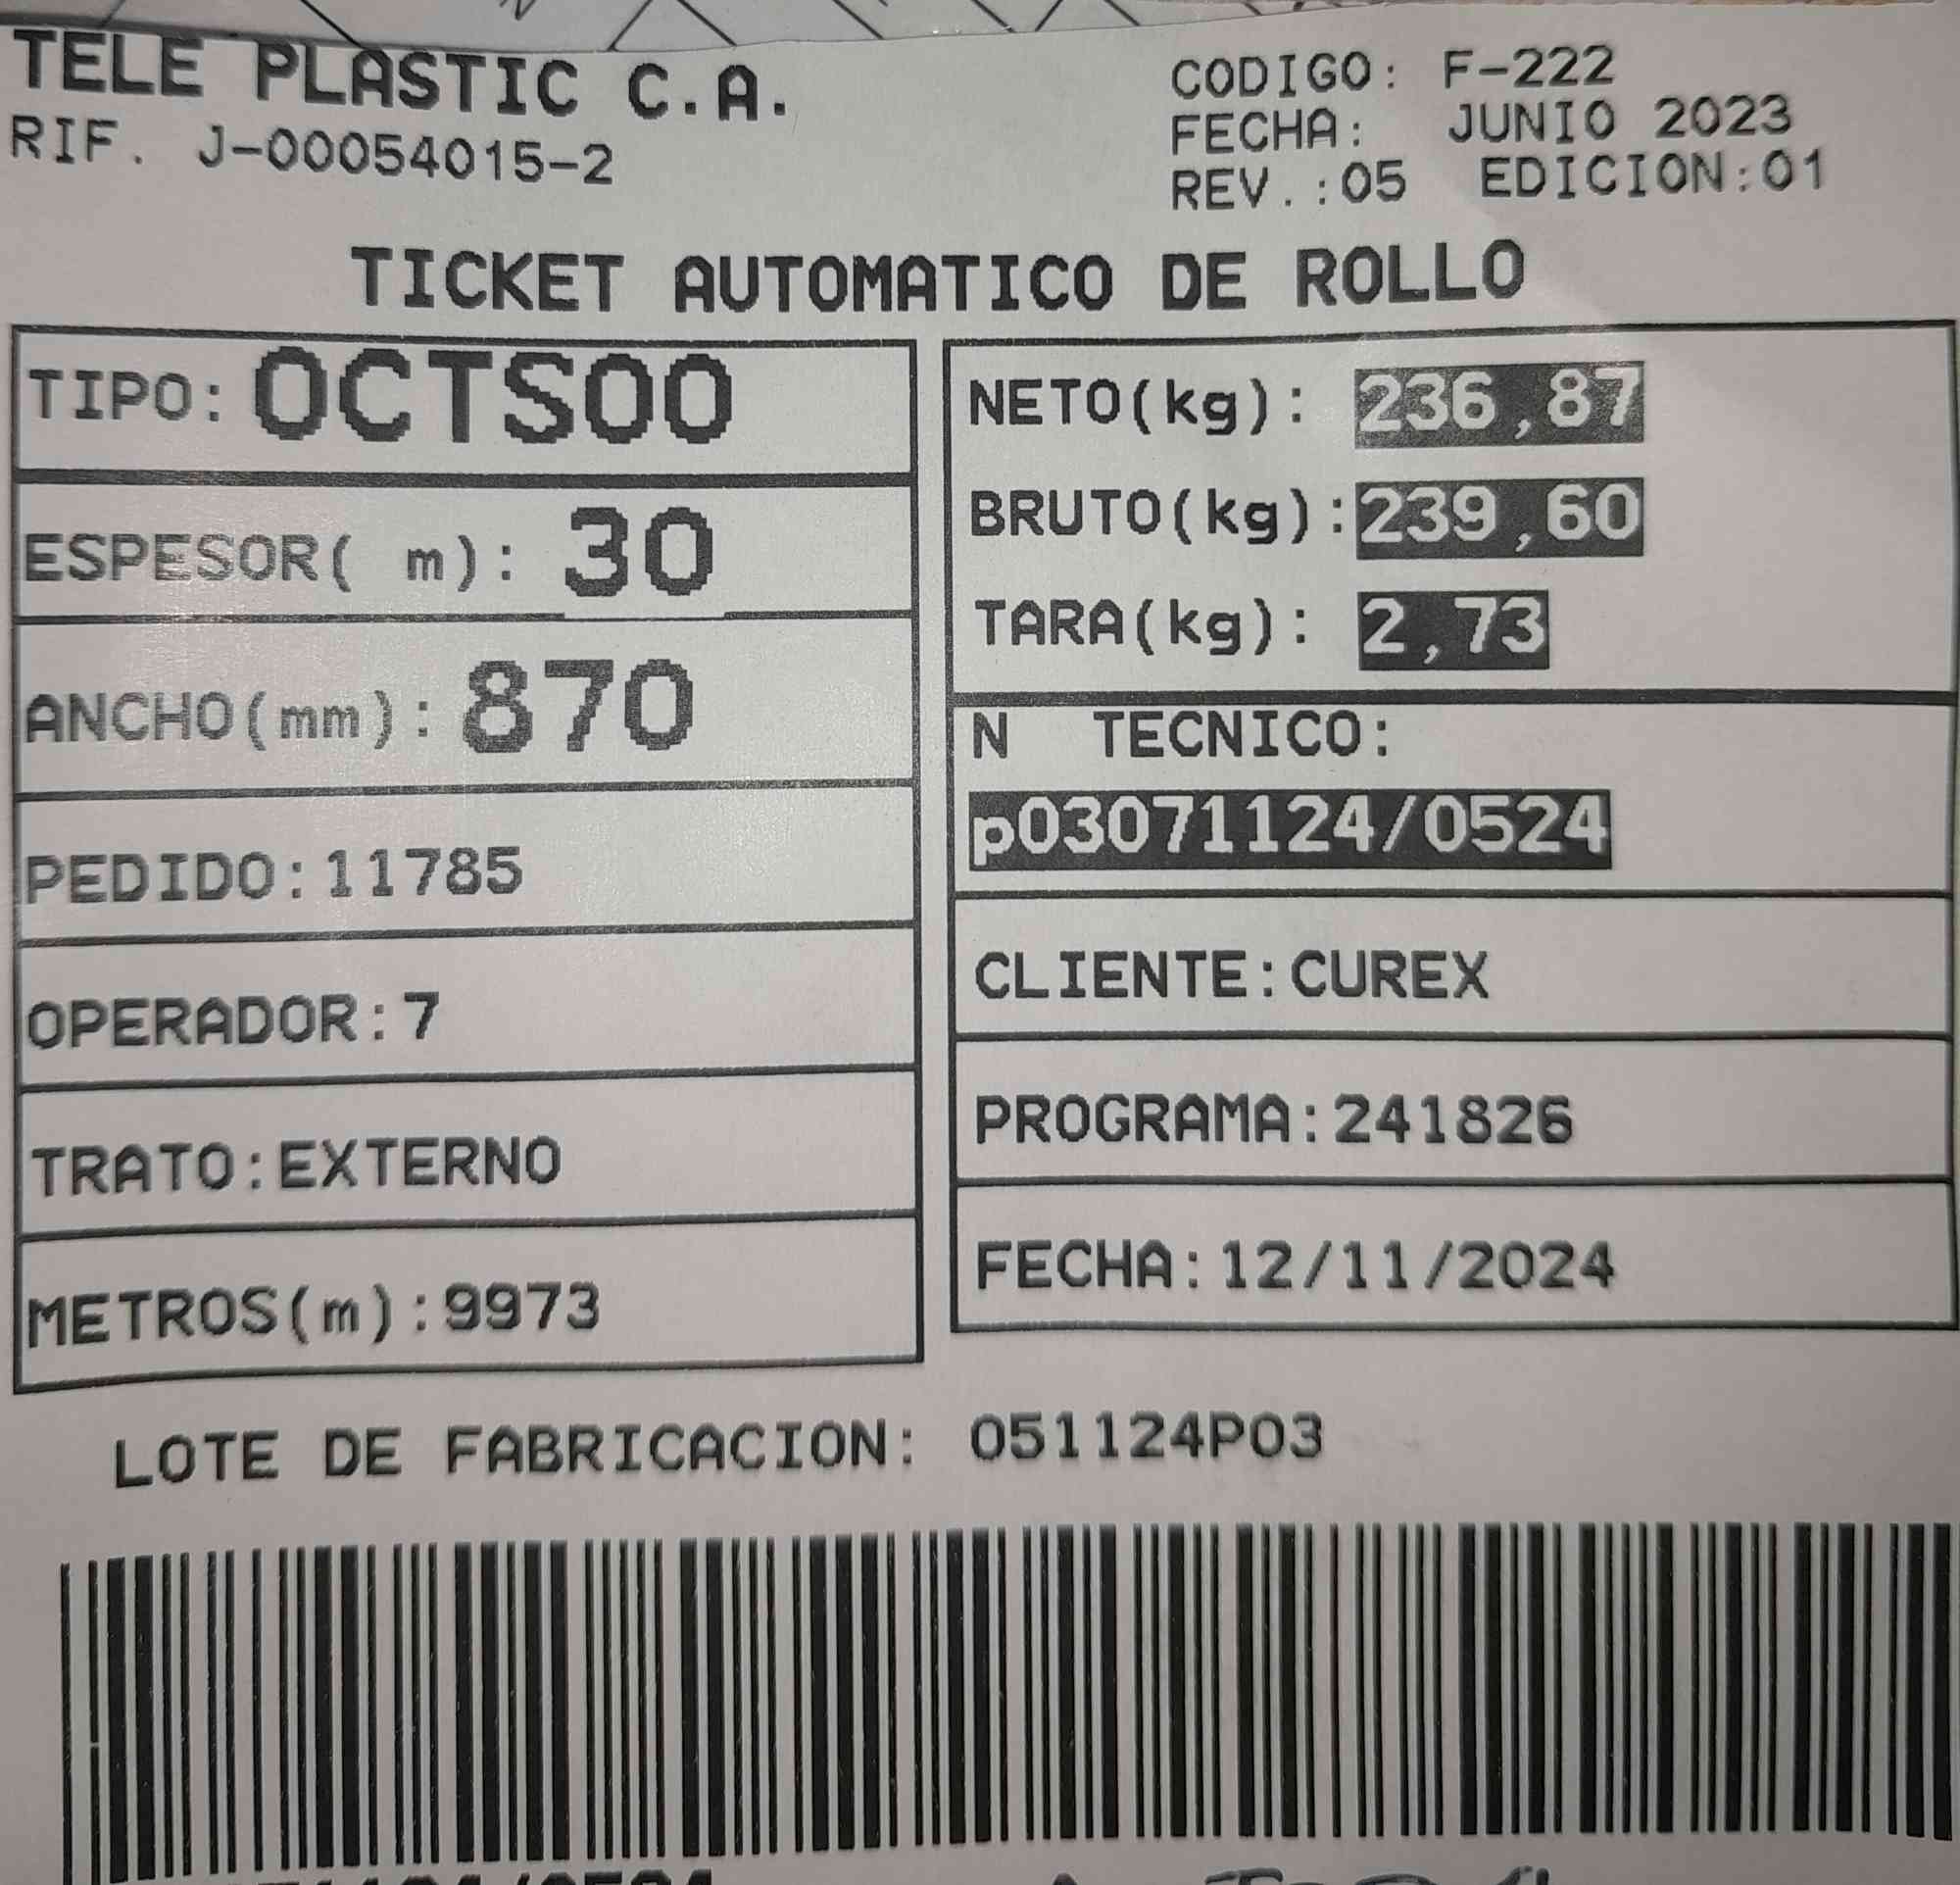 TELE PLASTIC C.A.
RIF. J-00054015-2
CODIGO: F-222
FECHA: JUNIO 2023
REV.:05 EDICION:01
TICKET AUTOMATICO DE ROLLO
TIPO: OCTS00
ESPESOR( m): 30
ANCHO(mm): 870
PEDIDO:11785
OPERADOR:7
TRATO:EXTERNO
METROS(m):9973
NETO(kg): 236,87
BRUTO(kg):239,60
TARA(kg): 2,73
N TECNICO:
p03071124/0524
CLIENTE:CUREX
PROGRAMA:241826
FECHA:12/11/2024
LOTE DE FABRICACION: 051124P03